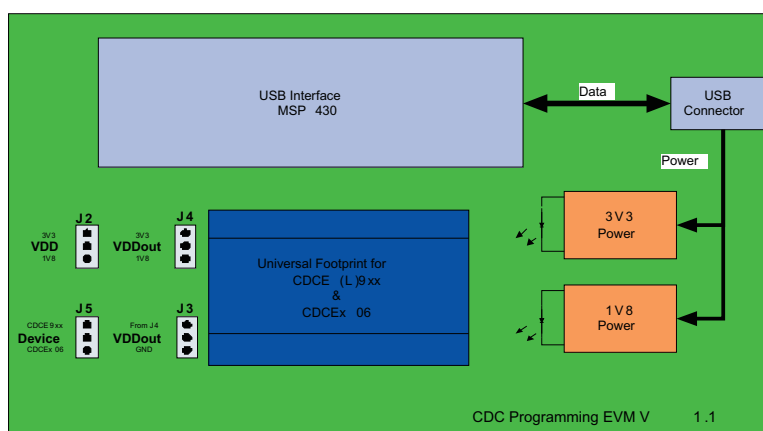 USB Interface
MSP 430
Data
USB
Connector
Power
J2
3V3
VDD
1V8
J4
3V3
VDDout
1V8
Universal Footprint for
CDCE (L)9xx
&
CDCEx 06
3V3
Power
J5
CDCE9xx
Device
CDCEx 06
J3
From J4
VDDout
GND
1V8
Power
CDC Programming EVM V 1.1